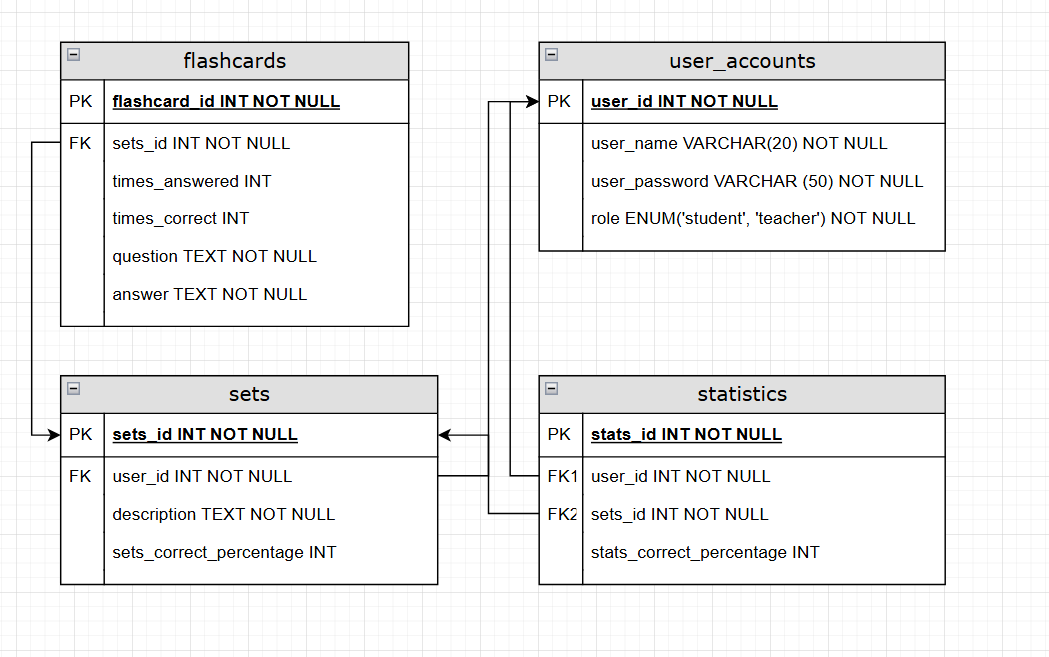 flashcards
PK flashcard_id INT NOT NULL
FK sets_id INT NOT NULL
times_answered INT
times_correct INT
question TEXT NOT NULL
answer TEXT NOT NULL
user_accounts
PK user_id INT NOT NULL
user_name VARCHAR(20) NOT NULL
user_password VARCHAR (50) NOT NULL
role ENUM('student', 'teacher') NOT NULL
sets
PK sets_id INT NOT NULL
FK user_id INT NOT NULL
description TEXT NOT NULL
sets_correct_percentage INT
statistics
PK stats_id INT NOT NULL
FK1 user_id INT NOT NULL
FK2 sets_id INT NOT NULL
stats_correct_percentage INT